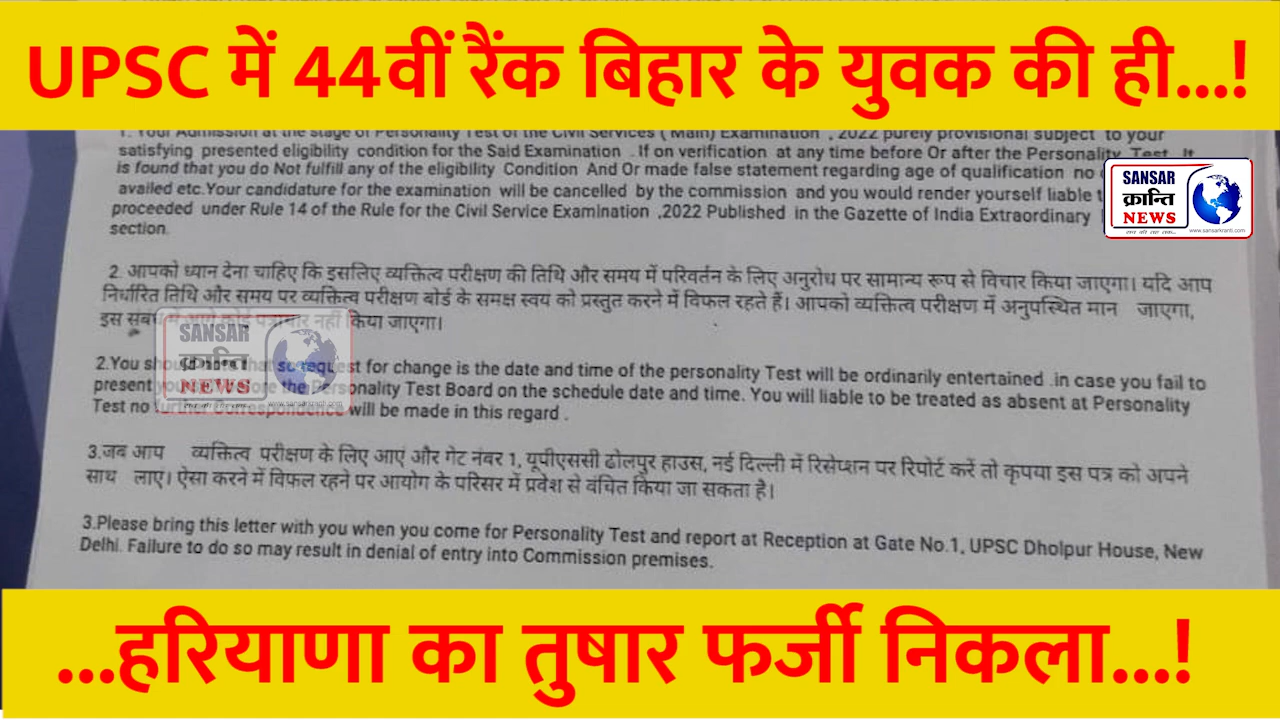 UPSC में 44वीं रैंक बिहार के युवक की ही...!
1. Your Admission at the stage of Personality Test of the Civil Services ( Main) Examination , 2022 purely provisional subject to your
satisfying presented eligibility condition for the Said Examination . If on verification at any time before Or after the Personality Test. It
is found that you do Not fulfill any of the eligibility Condition And Or made false statement regarding age of qualification no
availed etc.Your candidature for the examination will be cancelled by the commission and you would render yourself liable
proceeded under Rule 14 of the Rule for the Civil Service Examination ,2022 Published in the Gazette of India Extraordinary
section.
SANSAR
क्रान्ति
NEWS
www.sansarkranti.com
2. आपको ध्यान देना चाहिए कि इसलिए व्यक्तित्व परीक्षण की तिथि और समय में परिवर्तन के लिए अनुरोध पर सामान्य रूप से विचार किया जाएगा। यदि आप
निर्धारित तिथि और समय पर व्यक्तित्व परीक्षण बोर्ड के समक्ष स्वय को प्रस्तुत करने में विफल रहते हैं। आपको व्यक्तित्व परीक्षण में अनुपस्थित मान जाएगा,
इस संबंध में आगे कोई पत्राचार नहीं किया जाएगा।
SANSAR
क्रान्ति
NEWS
www.sansarkranti.com
2.You should that request for change is the date and time of the personality Test will be ordinarily entertained .in case you fail to
present the Personality Test Board on the schedule date and time. You will liable to be treated as absent at Personality
Test no further Correspondence will be made in this regard .
3.जब आप व्यक्तित्व परीक्षण के लिए आएं और गेट नंबर 1, यूपीएससी ढोलपुर हाउस, नई दिल्ली में रिसेप्शन पर रिपोर्ट करें तो कृपया इस पत्र को अपने
साथ लाएं। ऐसा करने में विफल रहने पर आयोग के परिसर में प्रवेश से वंचित किया जा सकता है।
3.Please bring this letter with you when you come for Personality Test and report at Reception at Gate No.1, UPSC Dholpur House, New
Delhi. Failure to do so may result in denial of entry into Commission premises.
...हरियाणा का तुषार फर्जी निकला...!